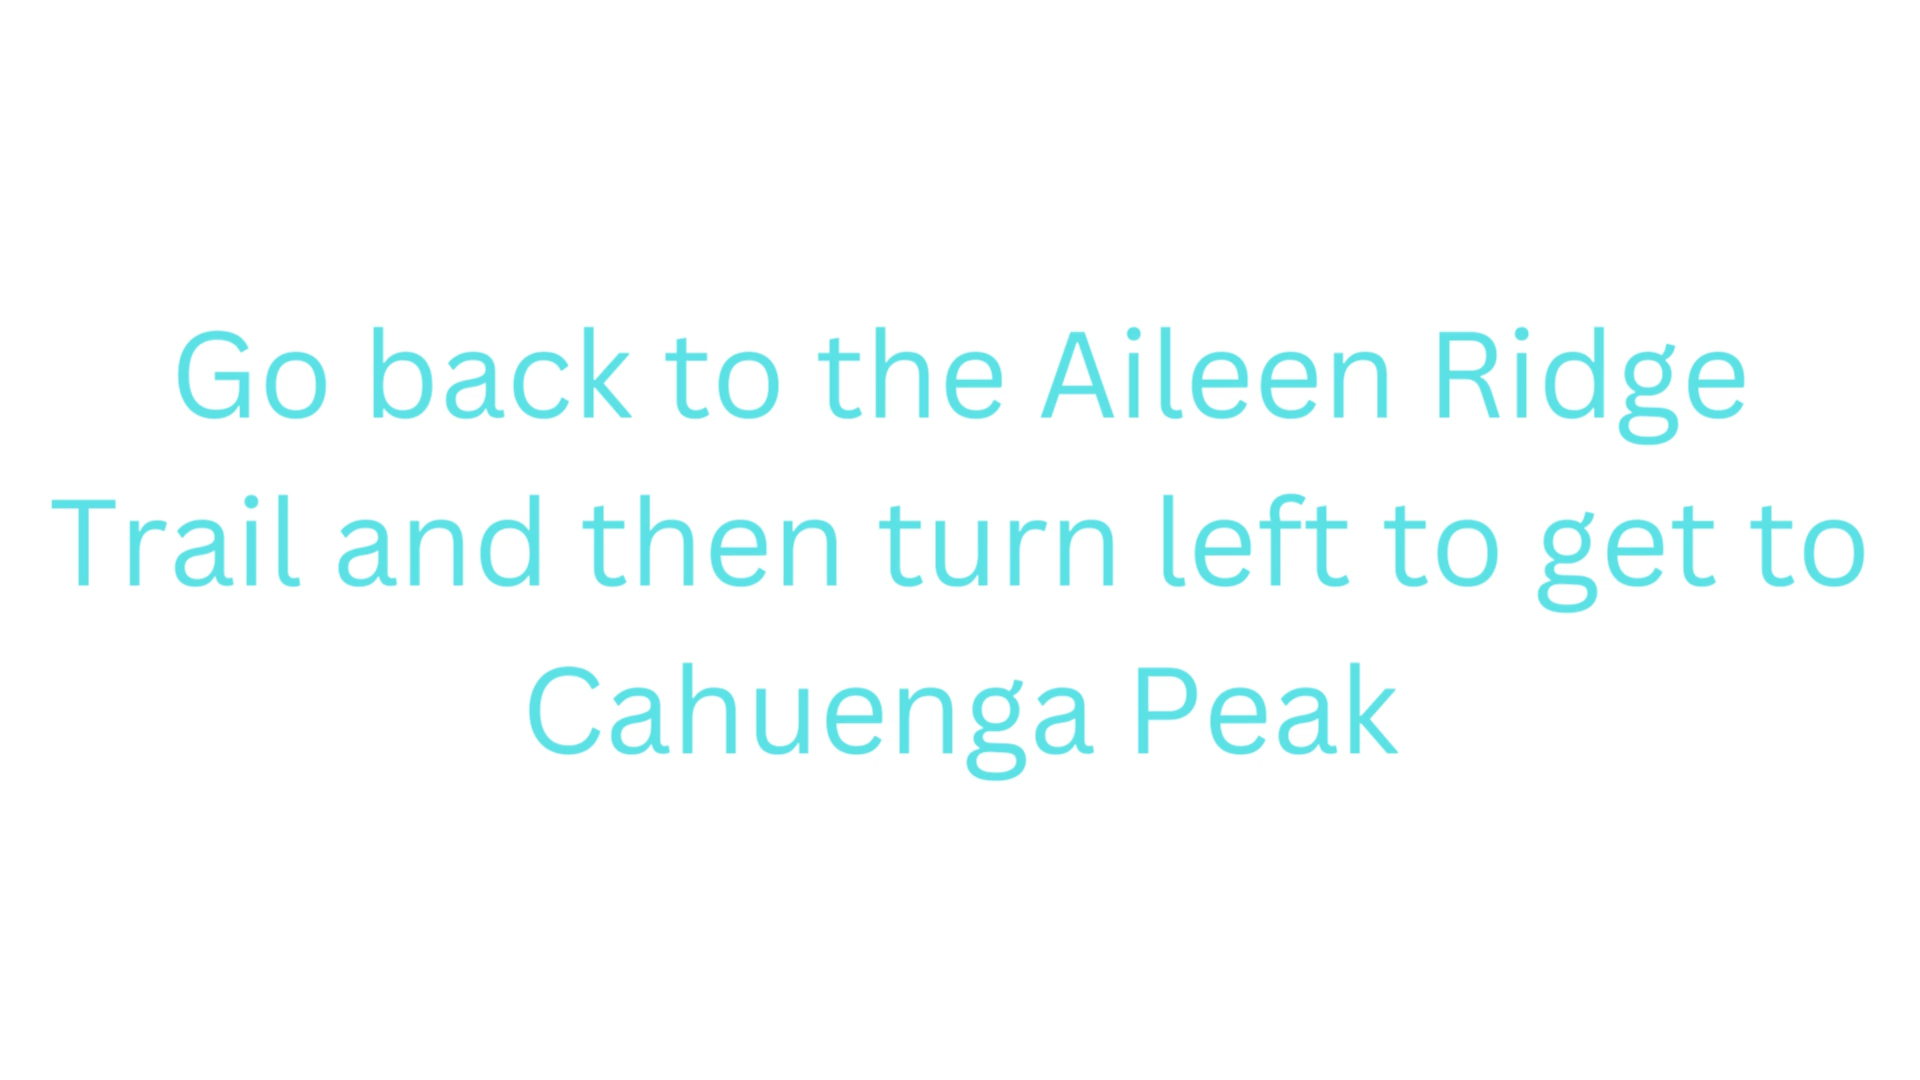 Go back to the Aileen Ridge
Trail and then turn left to get to
Cahuenga Peak